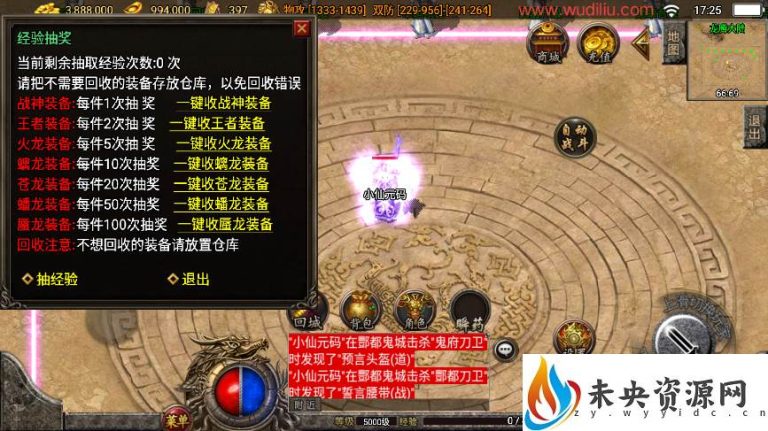 3,888,000
994,000
397
物攻 [1333-1439] 双防 [229-956]-[241-264]
www.wudiliu.com
17:25
经验抽奖
当前剩余抽取经验次数:0 次
请把不需要回收的装备存放仓库，以免回收错误
战神装备:每件1次抽 奖 一键收战神装备
王者装备:每件2次抽 奖 一键收王者装备
火龙装备:每件5次抽 奖 一键收火龙装备
螭龙装备:每件10次抽奖 一键收螭龙装备
苍龙装备:每件20次抽奖 一键收苍龙装备
蟠龙装备:每件50次抽奖 一键收蟠龙装备
蜃龙装备:每件100次抽奖 一键收蜃龙装备
回收注意:不想回收的装备请放置仓库
抽经验
退出
商城
充值
地图
66:69
退出
自动战斗
小仙元码
回城
背包
角色
瞬药
"小仙元码"在酆都鬼城击杀"鬼府刀卫"
时发现了"预言头盔(道)"
"小仙元码"在酆都鬼城击杀"酆都刀卫"
时发现了"誓言腰带(战)"
附近
菜单
等级
5000级
经验
未央资源网
zy.wyyidc.cn